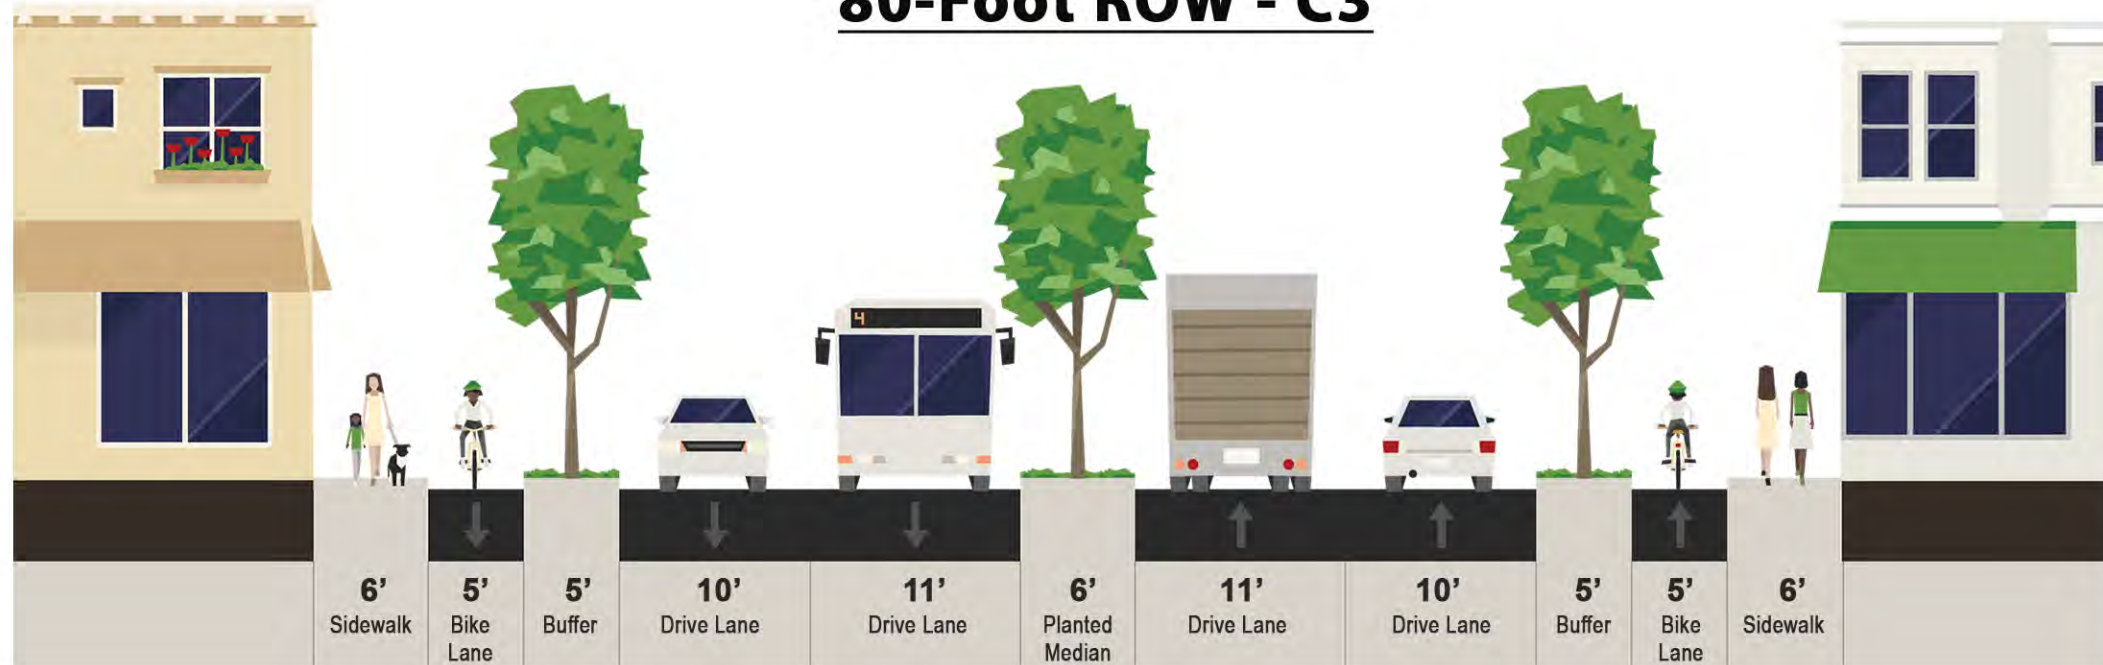 80-Foot ROW - C3
4
6’ 5’ 5’ 10’ 11’ 6’ 11’ 10’ 5’ 5’ 6’
Sidewalk Bike Buffer Drive Lane Drive Lane Planted Drive Lane Drive Lane Buffer Bike Sidewalk
Lane Median Lane